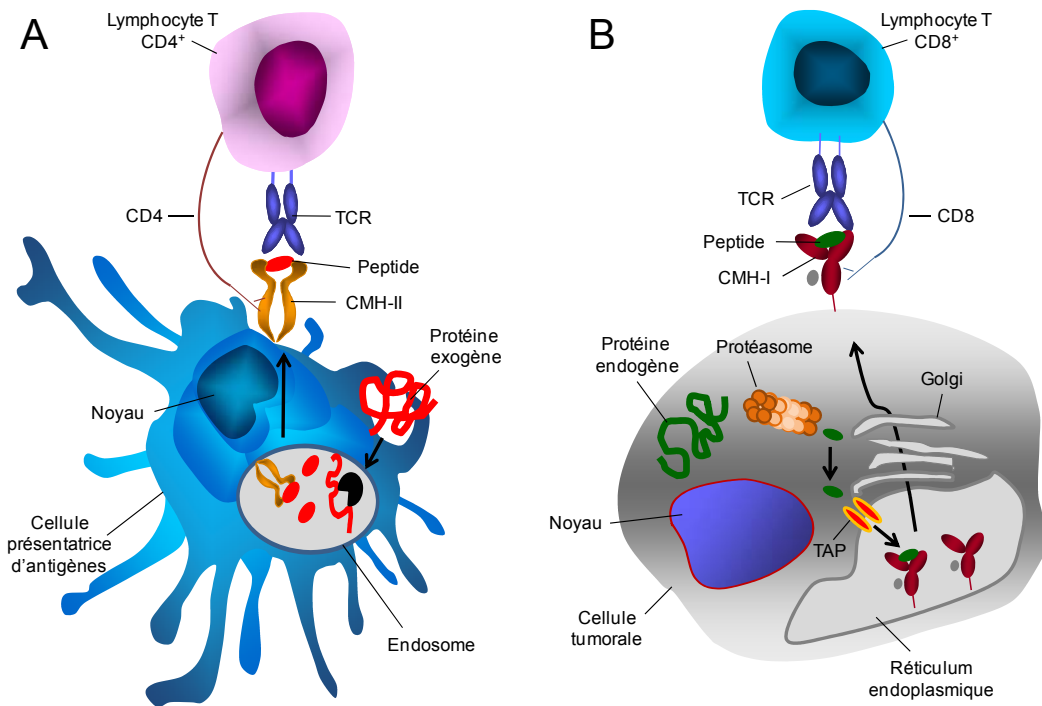 A
Lymphocyte T
CD4⁺
CD4
TCR
Peptide
CMH-II
Protéine
exogène
Noyau
Cellule
présentatrice
d'antigènes
Endosome
B
Lymphocyte T
CD8⁺
TCR
CD8
Peptide
CMH-I
Protéine
endogène
Protéasome
Golgi
Noyau
TAP
Cellule
tumorale
Réticulum
endoplasmique